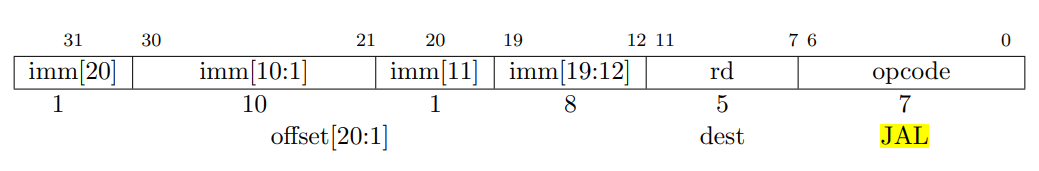 31 30 21 20 19 12 11 7 6 0
imm[20] imm[10:1] imm[11] imm[19:12] rd opcode
1 10 1 8 5 7
offset[20:1] dest JAL